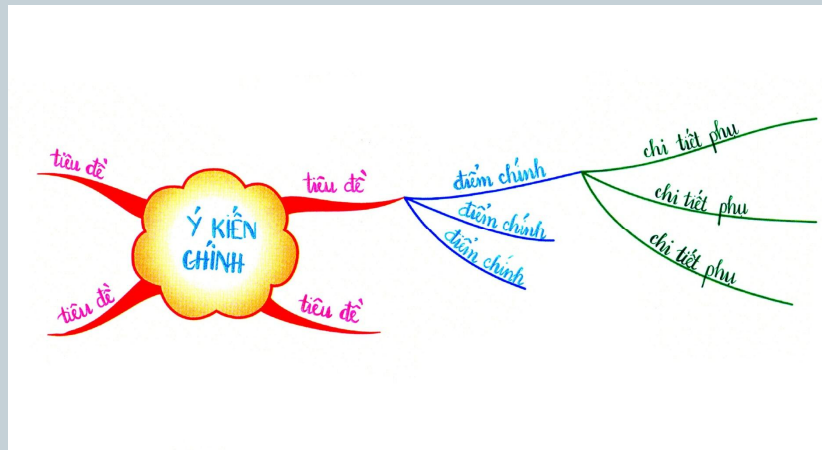 tiêu đề
tiêu đề
Ý KIẾN
CHÍNH
tiêu đề
tiêu đề
điểm chính
điểm chính
điểm chính
chi tiết phụ
chi tiết phụ
chi tiết phụ